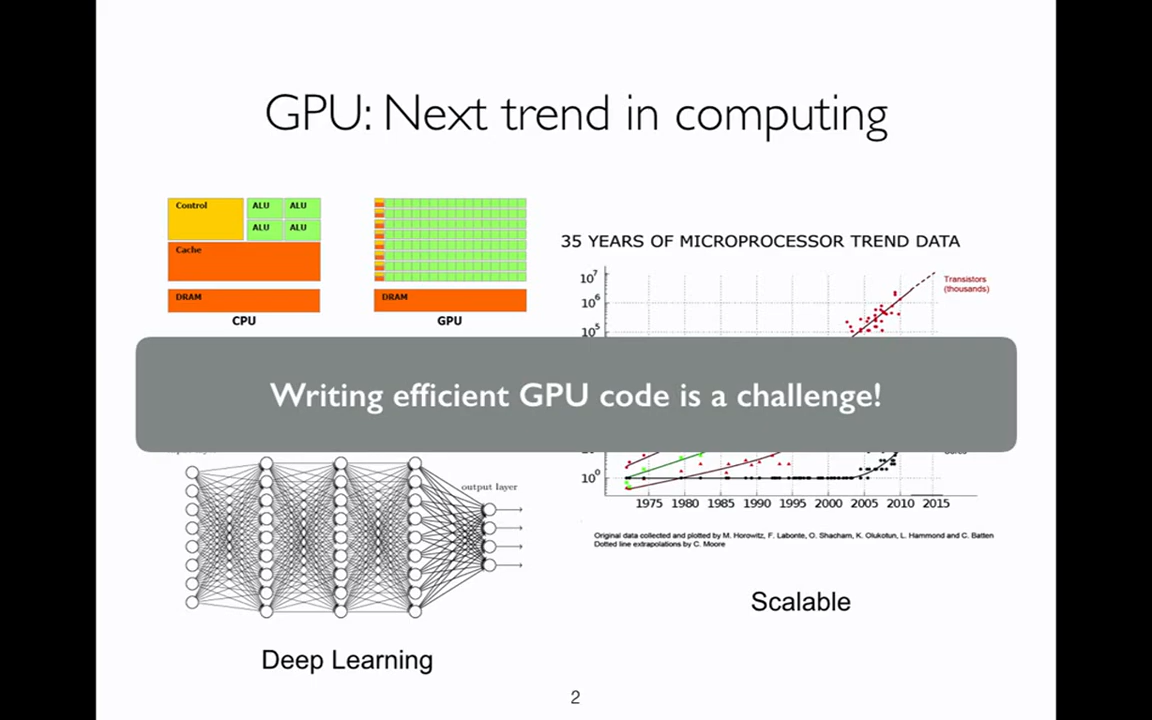 GPU: Next trend in computing
Control
ALU
ALU
ALU
ALU
Cache
DRAM
CPU
DRAM
GPU
35 YEARS OF MICROPROCESSOR TREND DATA
10⁷
10⁶
10⁵
Transistors
(thousands)
Writing efficient GPU code is a challenge!
output layer
10⁰
1975 1980 1985 1990 1995 2000 2005 2010 2015
Original data collected and plotted by M. Horowitz, F. Labonte, O. Shacham, K. Olukotun, L. Hammond and C. Batten
Dotted line extrapolations by C. Moore
Scalable
Deep Learning
2